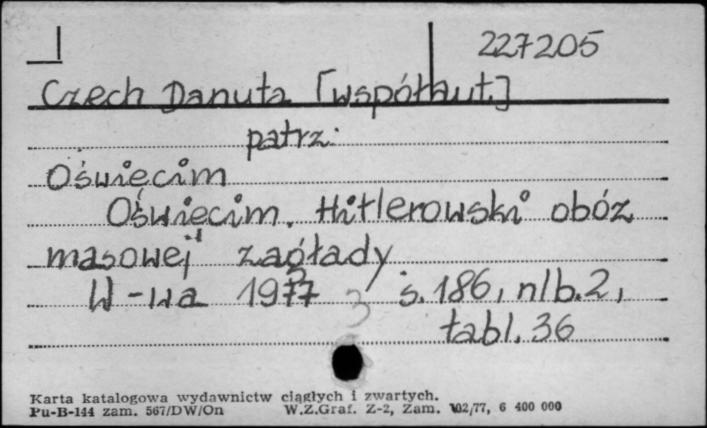 227205
Czech Danuta [współaut.]
patrz:
Oświęcim
Oświęcim. Hitlerowski obóz
masowej zagłady
W-wa 1977 s. 186, nlb. 2,
3
tabl. 36
Karta katalogowa wydawnictw ciągłych i zwartych.
Pu-B-144 zam. 567/DW/On W.Z.Graf. Z-2, Zam. 102/77, 6 400 000